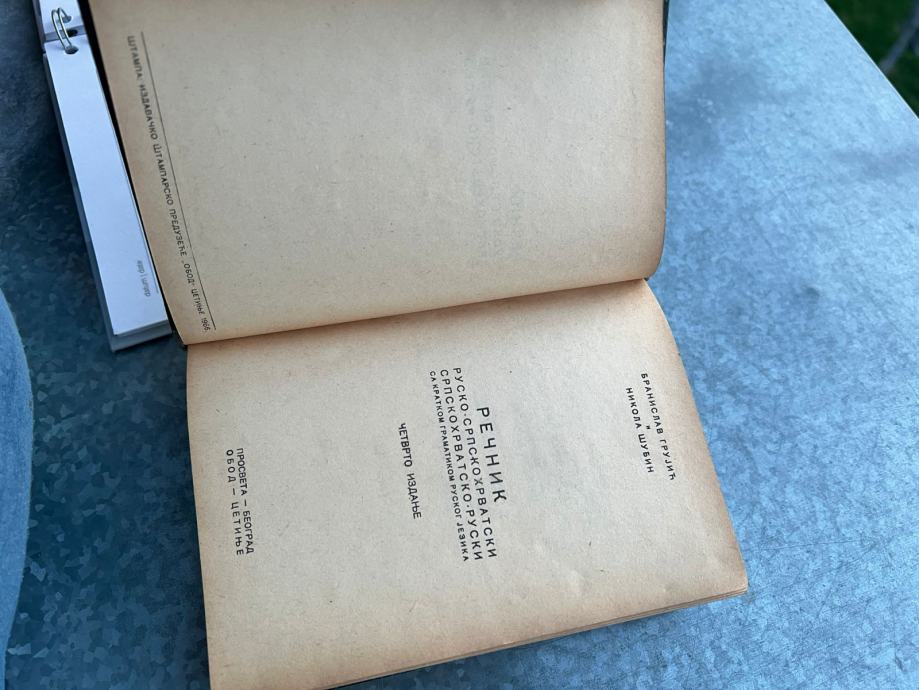 ШТАМПА: ИЗДАВАЧКО ШТАМПАРСКО ПРЕДУЗЕЋЕ „ОБОД“ ЦЕТИЊЕ 1966.
БРАНИСЛАВ ГРУЈИЋ
и
НИКОЛА ШУБИН
РЕЧНИК
РУСКО-СРПСКОХРВАТСКИ
СРПСКОХРВАТСКО-РУСКИ
СА КРАТКОМ ГРАМАТИКОМ РУСКОГ ЈЕЗИКА
ЧЕТВРТО ИЗДАЊЕ
ПРОСВЕТА — БЕОГРАД
ОБОД — ЦЕТИЊЕ